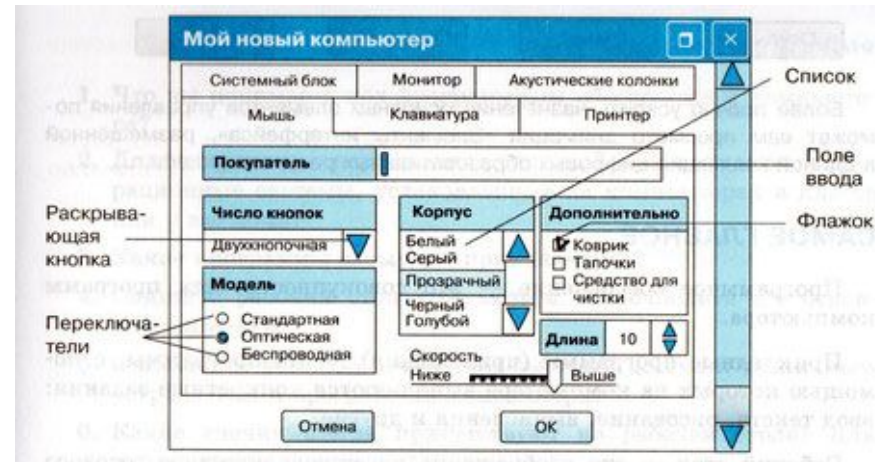 Мой новый компьютер
Системный блок Монитор Акустические колонки
Мышь Клавиатура Принтер
Список
Покупатель
Поле
ввода
Раскрыва-
ющая
кнопка
Число кнопок
Двухкнопочная
Корпус
Белый
Серый
Прозрачный
Черный
Голубой
Дополнительно
Коврик
Тапочки
Средство для
чистки
Флажок
Модель
Стандартная
Оптическая
Беспроводная
Переключа-
тели
Длина 10
Скорость
Ниже Выше
Отмена OK